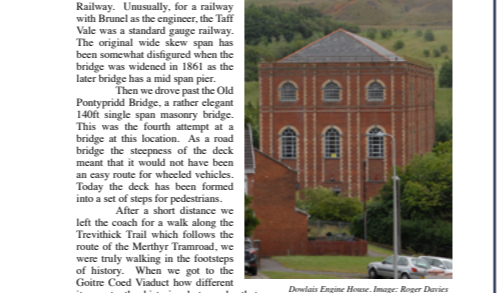 Railway. Unusually, for a railway
with Brunel as the engineer, the Taff
Vale was a standard gauge railway.
The original wide skew span has
been somewhat disfigured when the
bridge was widened in 1861 as the
later bridge has a mid span pier.
Then we drove past the Old
Pontypridd Bridge, a rather elegant
140ft single span masonry bridge.
This was the fourth attempt at a
bridge at this location. As a road
bridge the steepness of the deck
meant that it would not have been
an easy route for wheeled vehicles.
Today the deck has been formed
into a set of steps for pedestrians.
After a short distance we
left the coach for a walk along the
Trevithick Trail which follows the
route of the Merthyr Tramroad, we
were truly walking in the footsteps
of history. When we got to the
Goitre Coed Viaduct how different
Dowlais Engine House. Image: Roger Davies